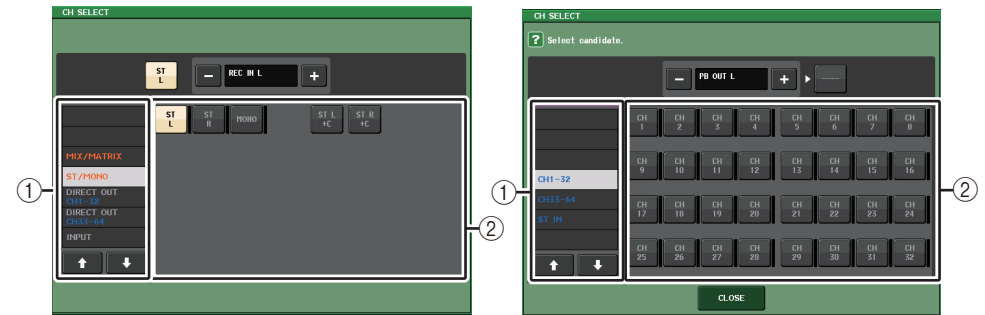 CH SELECT
ST L
−
REC IN L
+
ST L
ST R
MONO
ST L +C
ST R +C
MIX/MATRIX
ST/MONO
DIRECT OUT
CH1-32
DIRECT OUT
CH33-64
INPUT
1
2
CH SELECT
? Select candidate.
−
PB OUT L
+
----
CH1-32
CH33-64
ST IN
CH 1
CH 2
CH 3
CH 4
CH 5
CH 6
CH 7
CH 8
CH 9
CH 10
CH 11
CH 12
CH 13
CH 14
CH 15
CH 16
CH 17
CH 18
CH 19
CH 20
CH 21
CH 22
CH 23
CH 24
CH 25
CH 26
CH 27
CH 28
CH 29
CH 30
CH 31
CH 32
1
2
CLOSE